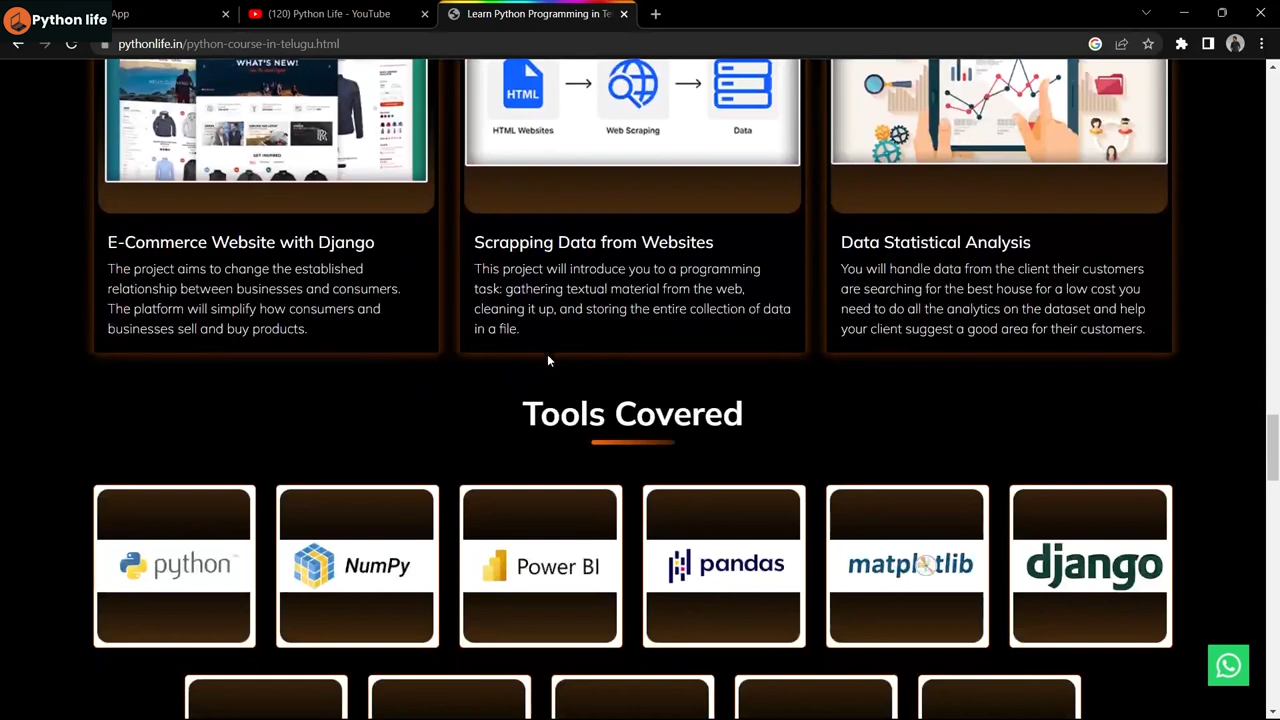 Python life
App
(120) Python Life - YouTube
Learn Python Programming in Te
pythonlife.in/python-course-in-telugu.html
WHAT'S NEW!
GET INSPIRED
HTML
HTML Websites
Web Scraping
Data
E-Commerce Website with Django
The project aims to change the established
relationship between businesses and consumers.
The platform will simplify how consumers and
businesses sell and buy products.
Scrapping Data from Websites
This project will introduce you to a programming
task: gathering textual material from the web,
cleaning it up, and storing the entire collection of data
in a file.
Data Statistical Analysis
You will handle data from the client their customers
are searching for the best house for a low cost you
need to do all the analytics on the dataset and help
your client suggest a good area for their customers.
Tools Covered
python
NumPy
Power BI
pandas
matplotlib
django